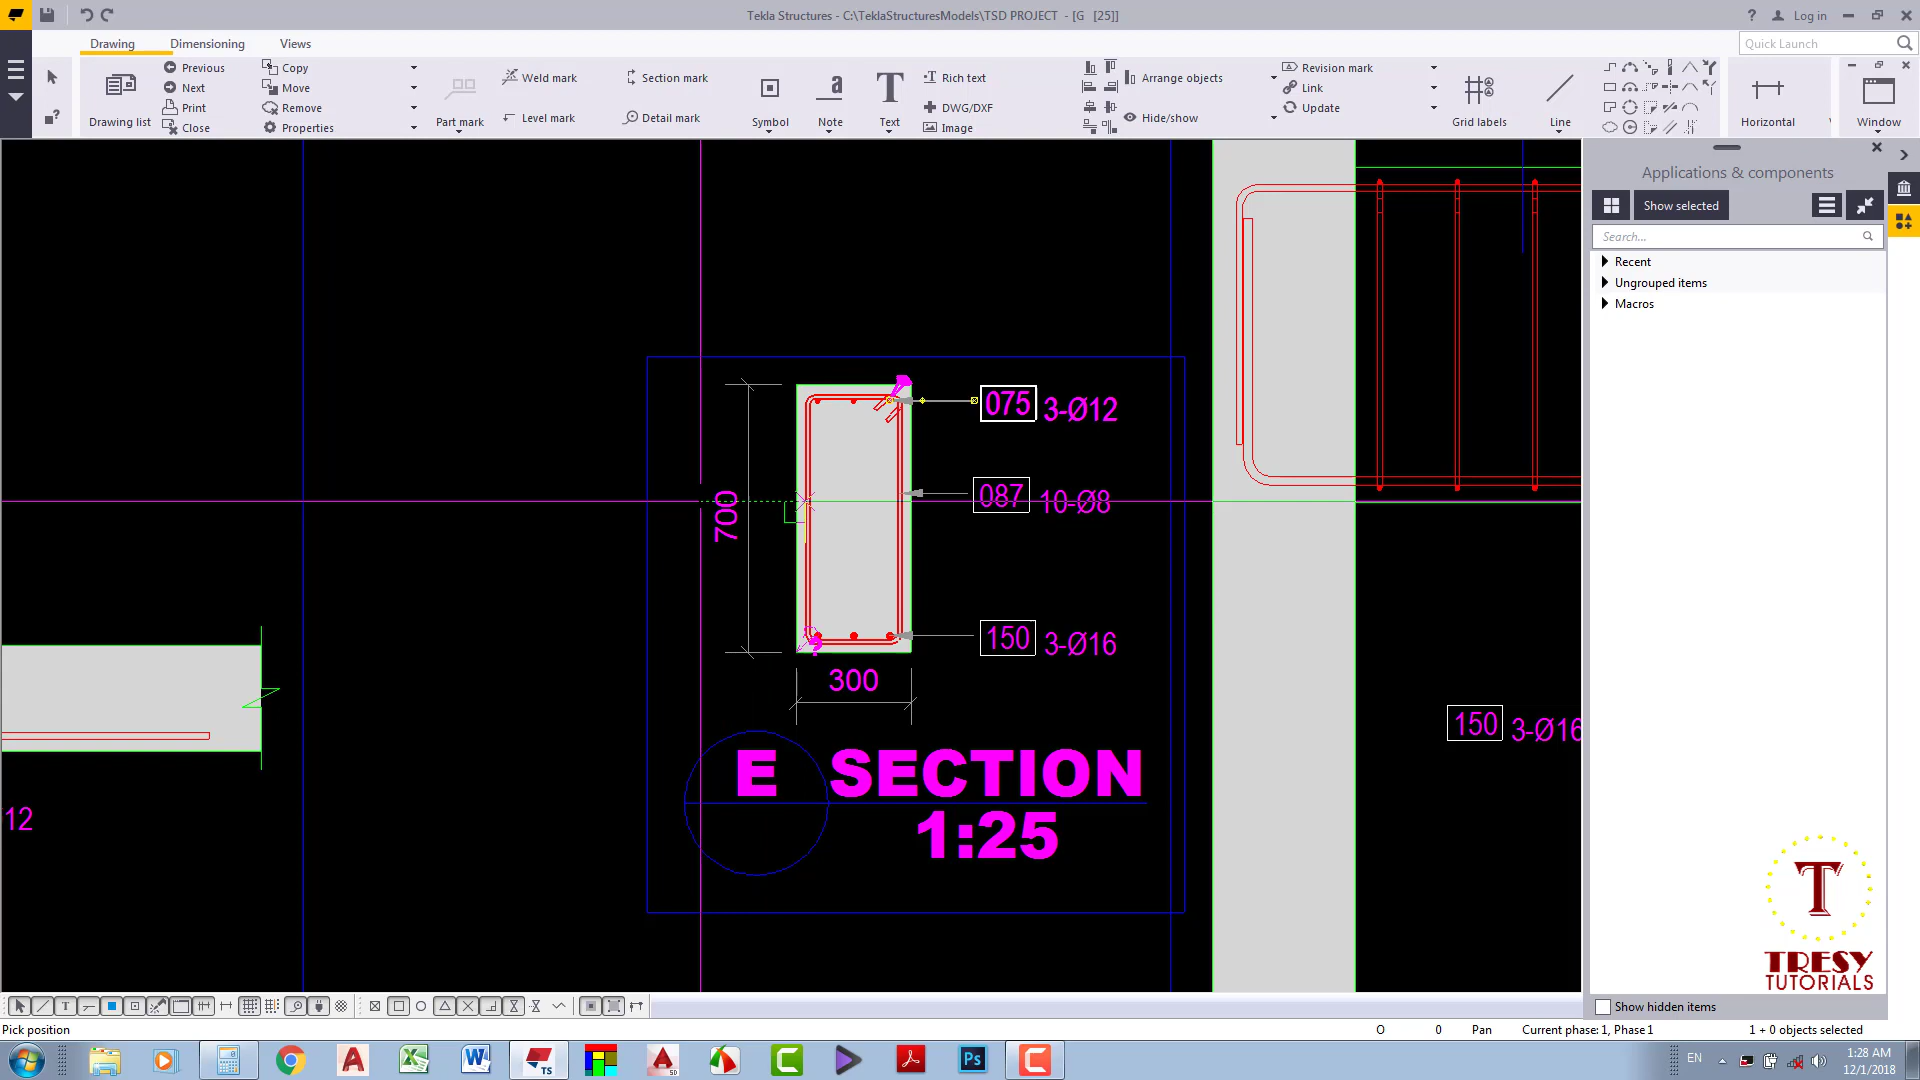 Tekla Structures - C:\TeklaStructuresModels\TSD PROJECT - [G [25]]
? Log in
Drawing Dimensioning Views
Quick Launch
Drawing list
Previous
Next
Print
Close
Copy
Move
Remove
Properties
Part mark
Weld mark
Level mark
Section mark
Detail mark
Symbol
Note
Text
Rich text
DWG/DXF
Image
Arrange objects
Hide/show
Revision mark
Link
Update
Grid labels
Line
Horizontal
Window
Applications & components
Show selected
Search...
Recent
Ungrouped items
Macros
075 3-Ø12
087 10-Ø8
150 3-Ø16
700
300
E SECTION
1:25
12
150 3-Ø16
T
TRESY
TUTORIALS
Show hidden items
Pick position
O 0 Pan Current phase: 1, Phase 1 1 + 0 objects selected
TS
SD
Ps
EN
1:28 AM
12/1/2018